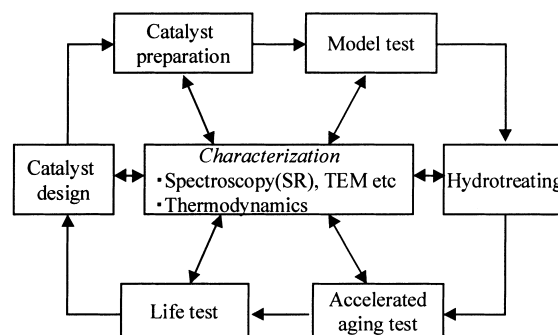 Catalyst
preparation
Model test
Catalyst
design
Characterization
・Spectroscopy(SR), TEM etc
・Thermodynamics
Hydrotreating
Life test
Accelerated
aging test